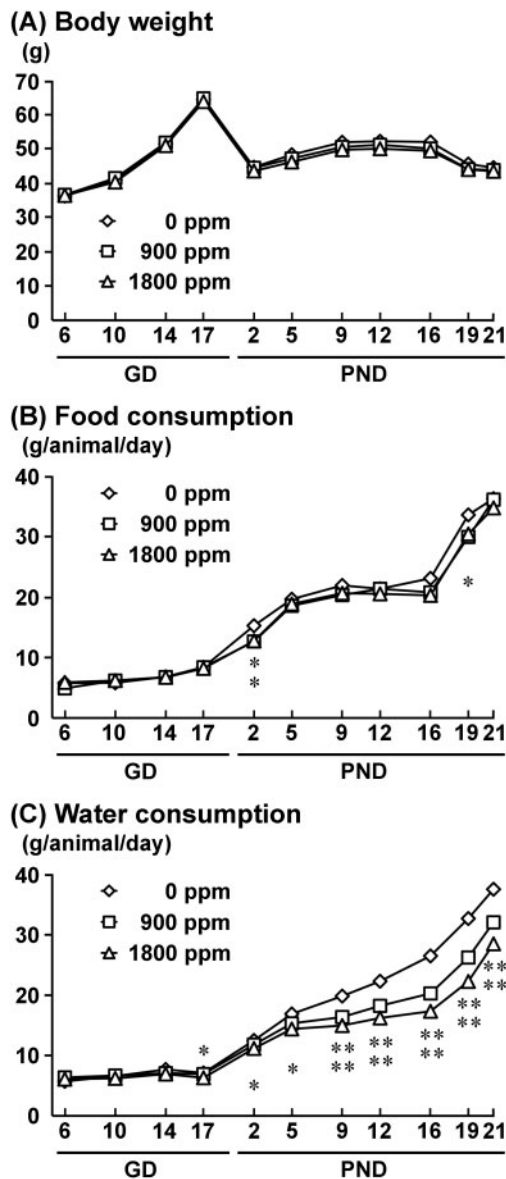 (A) Body weight
(g)
70
60
50
40
30
20
10
0
0 ppm
900 ppm
1800 ppm
6 10 14 17 2 5 9 12 16 19 21
GD PND
(B) Food consumption
(g/animal/day)
40
30
20
10
0
0 ppm
900 ppm
1800 ppm
*
*
*
6 10 14 17 2 5 9 12 16 19 21
GD PND
(C) Water consumption
(g/animal/day)
40
30
20
10
0
0 ppm
900 ppm
1800 ppm
* * * ** ** ** ** **
** ** ** ** **
6 10 14 17 2 5 9 12 16 19 21
GD PND